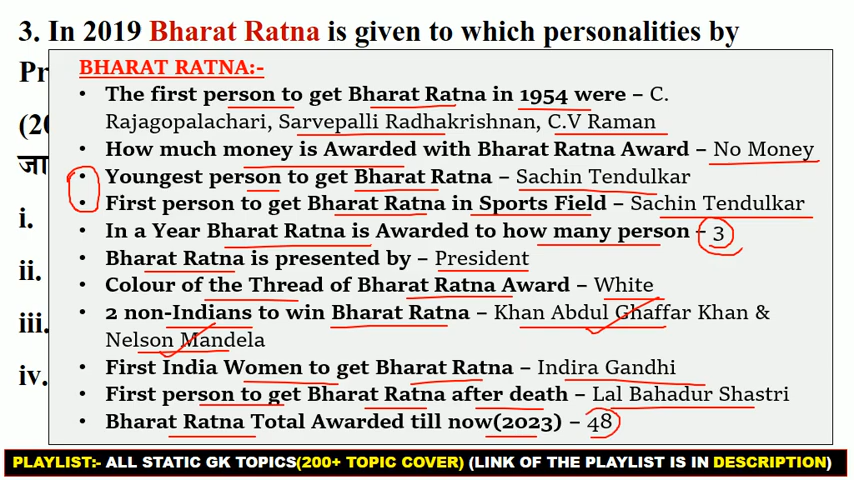 3. In 2019 Bharat Ratna is given to which personalities by
Pr
BHARAT RATNA:-
• The first person to get Bharat Ratna in 1954 were – C.
Rajagopalachari, Sarvepalli Radhakrishnan, C.V Raman
(20
• How much money is Awarded with Bharat Ratna Award – No Money
जा
• Youngest person to get Bharat Ratna – Sachin Tendulkar
• First person to get Bharat Ratna in Sports Field – Sachin Tendulkar
i.
• In a Year Bharat Ratna is Awarded to how many person – 3
• Bharat Ratna is presented by – President
ii.
• Colour of the Thread of Bharat Ratna Award – White
• 2 non-Indians to win Bharat Ratna – Khan Abdul Ghaffar Khan &
Nelson Mandela
iii.
• First India Women to get Bharat Ratna – Indira Gandhi
iv.
• First person to get Bharat Ratna after death – Lal Bahadur Shastri
• Bharat Ratna Total Awarded till now(2023) – 48
PLAYLIST:- ALL STATIC GK TOPICS(200+ TOPIC COVER) (LINK OF THE PLAYLIST IS IN DESCRIPTION)